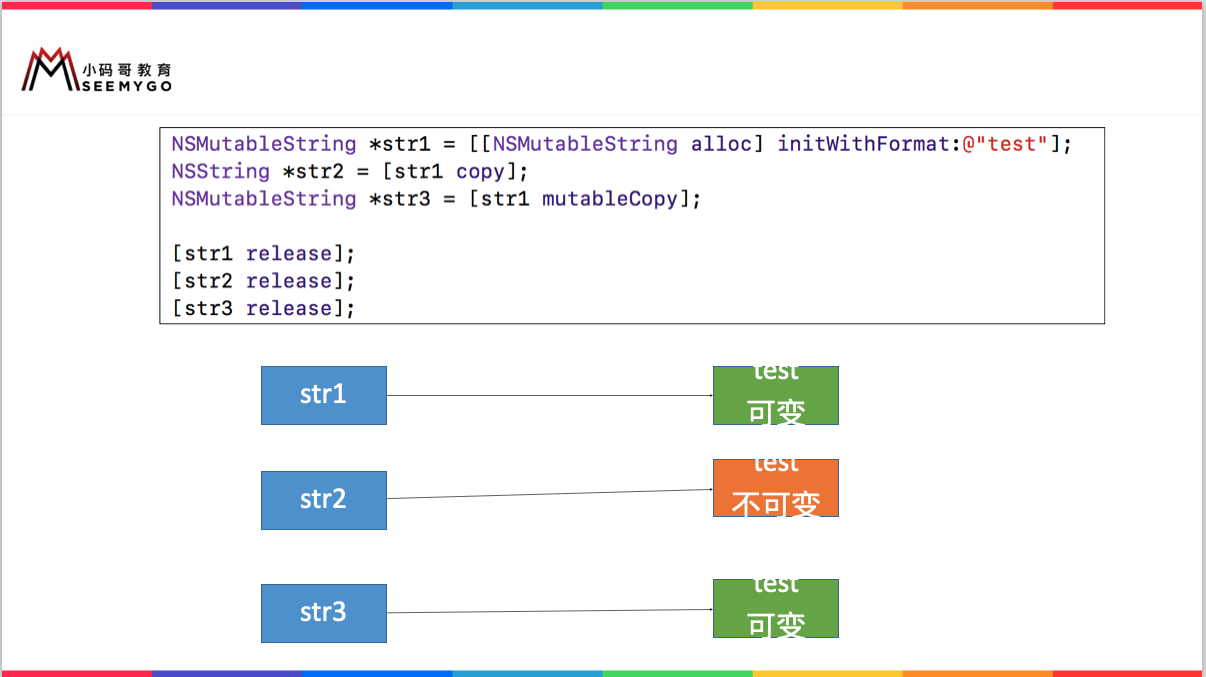 小码哥教育
SEEMYGO
NSMutableString *str1 = [[NSMutableString alloc] initWithFormat:@"test"];
NSString *str2 = [str1 copy];
NSMutableString *str3 = [str1 mutableCopy];
[str1 release];
[str2 release];
[str3 release];
str1
test
可变
str2
test
不可变
str3
test
可变